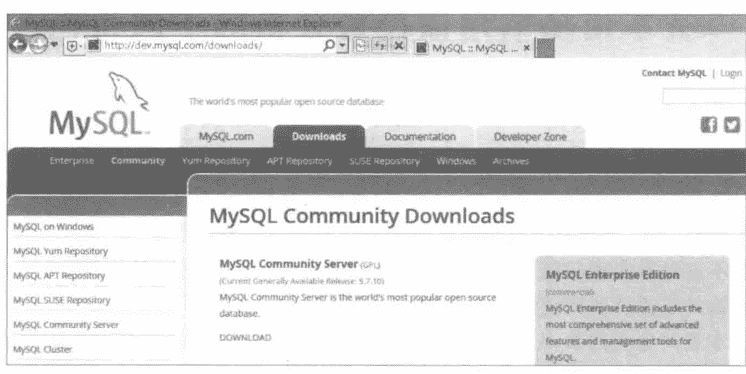 MySQL :: MySQL Community Downloads - Windows Internet Explorer
http://dev.mysql.com/downloads/
MySQL :: MySQL ...
Contact MySQL | Login
MySQL
The world's most popular open source database
MySQL.com Downloads Documentation Developer Zone
Enterprise Community Yum Repository APT Repository SUSE Repository Windows Archives
MySQL on Windows
MySQL Yum Repository
MySQL APT Repository
MySQL SUSE Repository
MySQL Community Server
MySQL Cluster
MySQL Community Downloads
MySQL Community Server (GPL)
(Current Generally Available Release: 5.7.10)
MySQL Community Server is the world's most popular open source
database.
DOWNLOAD
MySQL Enterprise Edition
(commercial)
MySQL Enterprise Edition includes the
most comprehensive set of advanced
features and management tools for
MySQL.